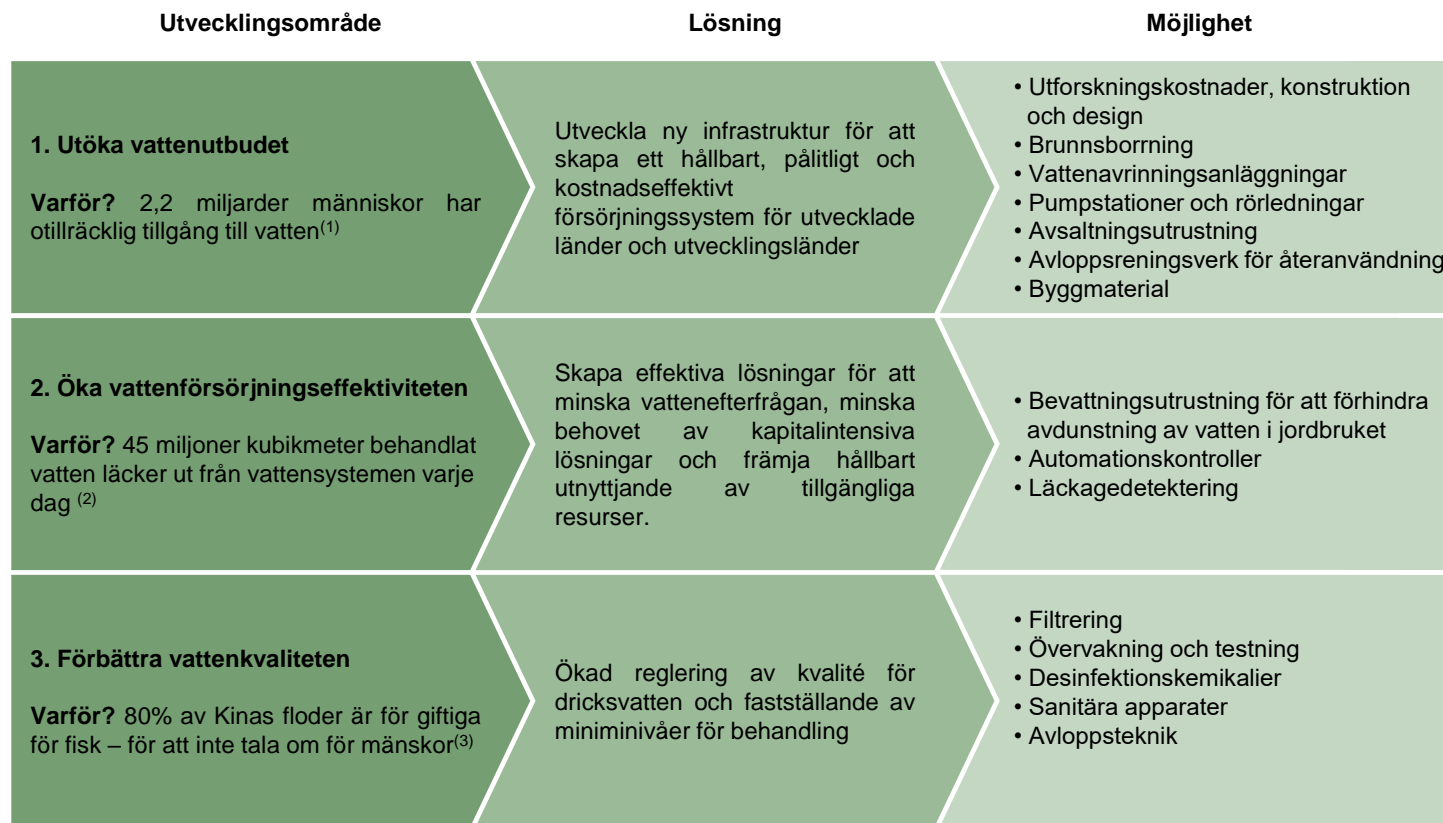 Utvecklingsområde
Lösning
Möjlighet
1. Utöka vattenutbudet
Varför? 2,2 miljarder människor har
otillräcklig tillgång till vatten(1)
Utveckla ny infrastruktur för att
skapa ett hållbart, pålitligt och
kostnadseffektivt
försörjningssystem för utvecklade
länder och utvecklingsländer
• Utforskningskostnader, konstruktion
och design
• Brunnsborrning
• Vattenavrinningsanläggningar
• Pumpstationer och rörledningar
• Avsaltningsutrustning
• Avloppsreningsverk för återanvändning
• Byggmaterial
2. Öka vattenförsörjningseffektiviteten
Varför? 45 miljoner kubikmeter behandlat
vatten läcker ut från vattensystemen varje
dag (2)
Skapa effektiva lösningar för att
minska vattenefterfrågan, minska
behovet av kapitalintensiva
lösningar och främja hållbart
utnyttjande av tillgängliga
resurser.
• Bevattningsutrustning för att förhindra
avdunstning av vatten i jordbruket
• Automationskontroller
• Läckagedetektering
3. Förbättra vattenkvaliteten
Varför? 80% av Kinas floder är för giftiga
för fisk – för att inte tala om för mänskor(3)
Ökad reglering av kvalité för
dricksvatten och fastställande av
miniminivåer för behandling
• Filtrering
• Övervakning och testning
• Desinfektionskemikalier
• Sanitära apparater
• Avloppsteknik